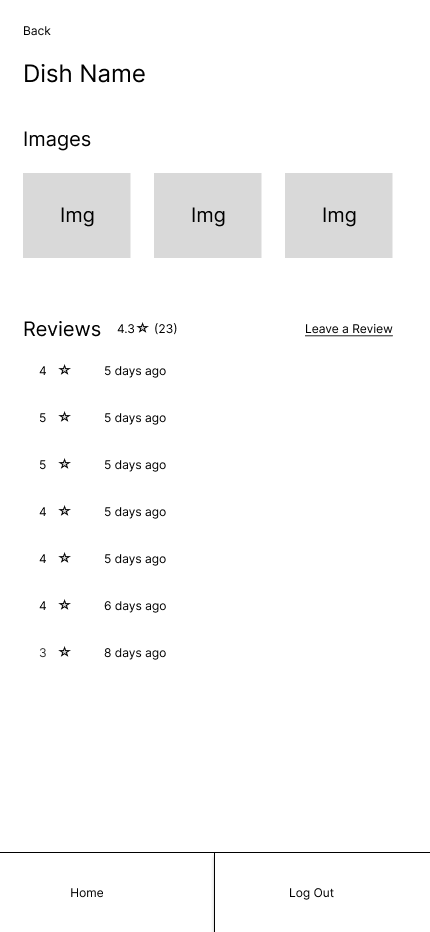 Back
Dish Name
Images
Img Img Img
Reviews 4.3☆ (23) Leave a Review
4 ☆ 5 days ago
5 ☆ 5 days ago
5 ☆ 5 days ago
4 ☆ 5 days ago
4 ☆ 5 days ago
4 ☆ 6 days ago
3 ☆ 8 days ago
Home Log Out